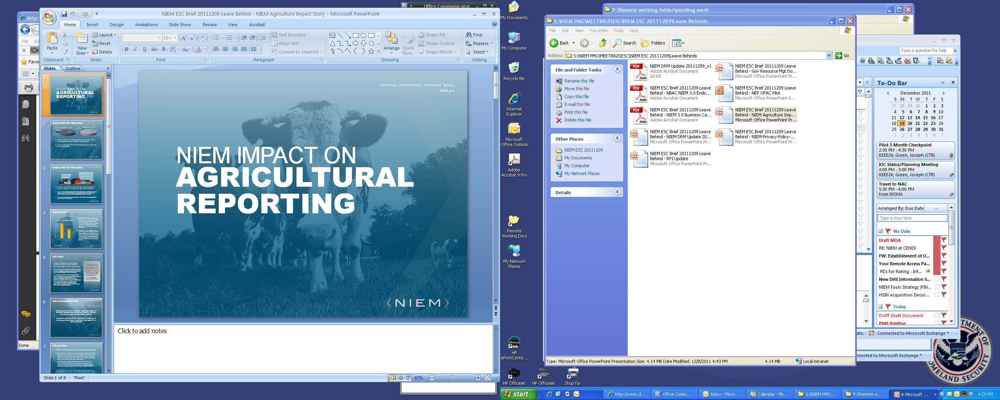 Office Communicator
http:
NIEM ESC Brief 20111209 Leave Behind - NIEM Agriculture Impact Story - Microsoft PowerPoint
Home Insert Design Animations Slide Show Review View Acrobat
Paste
Clipboard
New Slide
Layout
Reset
Delete
Slides
10+
Font
Text Direction
Align Text
Convert to SmartArt
Paragraph
Arrange
Quick Styles
Shape Fill
Shape Outline
Shape Effects
Drawing
Find
Replace
Select
Editing
File Ed
Favor
Done
Slides Outline
1
NIEM IMPACT ON
AGRICULTURAL
REPORTING
2
WHERE HAVE THE FARMS GONE?
3
WHERE HAVE THE FARMS GONE?
1940 2011
4
THE WORKLOAD
5
THE STORY
6
THE CHALLENGE/QUESTION
7
THE SOLUTION
NATIONAL INFORMATION EXCHANGE MODEL
NIEM.gov
NIEM IMPACT ON
AGRICULTURAL
REPORTING
NIEM
Click to add notes
Slide 1 of 8 "Pixel"
87%
My Documents
My Computer
Recycle Bin
Internet
Explorer
Microsoft
Office Outlook
Adobe
Acrobat 9 Pro
Remote
Working Docs
My Network
Places
HP
ePrintCente...
HP Officejet
HP Officejet
Shop for
P:\Remote working folder\pending work
S:\NIEM PMO\MEETINGS\ESC\NIEM ESC 20111209\Leave Behinds
File Edit View Favorites Tools Help
Back Search Folders
Address S:\NIEM PMO\MEETINGS\ESC\NIEM ESC 20111209\Leave Behinds Go
File and Folder Tasks
Rename this file
Move this file
Copy this file
E-mail this file
Print this file
Delete this file
Other Places
NIEM ESC 20111209
My Documents
My Computer
My Network Places
Details
NIEM DRM Update 20111209_v1
Adobe Acrobat Document
68 KB
NIEM ESC Brief 20111209 Leave
Behind - NBAC NIEM 3.0 Endo...
Adobe Acrobat Document
NIEM ESC Brief 20111209 Leave
Behind - NIEM 3 0 Business Ca...
Adobe Acrobat Document
NIEM ESC Brief 20111209 Leave
Behind - NIEM DRM Update 20...
Microsoft Office PowerPoint Pr...
NIEM ESC Brief 20111209 Leave
Behind - RFI Update
Microsoft Office PowerPoint Pr...
NIEM ESC Brief 20111209 Leave
Behind - Gov Resource Mgt Do...
Microsoft Office PowerPoint Pr...
NIEM ESC Brief 20111209 Leave
Behind - NEP OFAC Pilot
Microsoft Office PowerPoint 9...
NIEM ESC Brief 20111209 Leave
Behind - NIEM Agriculture Imp...
Microsoft Office PowerPoint Pr...
NIEM ESC Brief 20111209 Leave
Behind - NIEM-Privacy-Policy-...
Microsoft Office PowerPoint Pr...
Type: Microsoft Office PowerPoint Presentation Size: 4.14 MB Date Modified: 12/8/2011 4:43 PM 4.14 MB Local intranet
Type a question for help
To-Do Bar
December 2011
S M T W T F S
27 28 29 30 1 2 3
4 5 6 7 8 9 10
11 12 13 14 15 16 17
18 19 20 21 22 23 24
25 26 27 28 29 30 31
1 2 3 4 5 6 7
Pilot 3-Month Checkpoint
2:30 PM - 4:30 PM
03EE24; Green, Joseph (CTR)
IOC Status/Planning Meeting
4:00 PM - 5:00 PM
03EE24; Green, Joseph (CTR)
Travel to NAC
5:30 PM - 6:00 PM
from NOMA
Arranged By: Due Date
Type a new task
No Date
Draft MOA
RE: NIEM at CENDI
FW: Establishment of O...
Your Remote Access Pa...
PDs for Rating - Inf...
New DHS Information S...
NIEM Tools Strategy (FIN...
HSIN Acquisition Decisi...
Today
ISAPF Draft Document
PMR Briefing
ate. Connected to Microsoft Exchange
nnected to Microsoft Exchange
TMENT OF
OMELAND SECURITY
start
http://www.d... Office Comm... Inbox - Micro... Calendar - Mi... S:\NIEM PMO... P:\Remote w... 4 Microsoft ... 4:29 PM